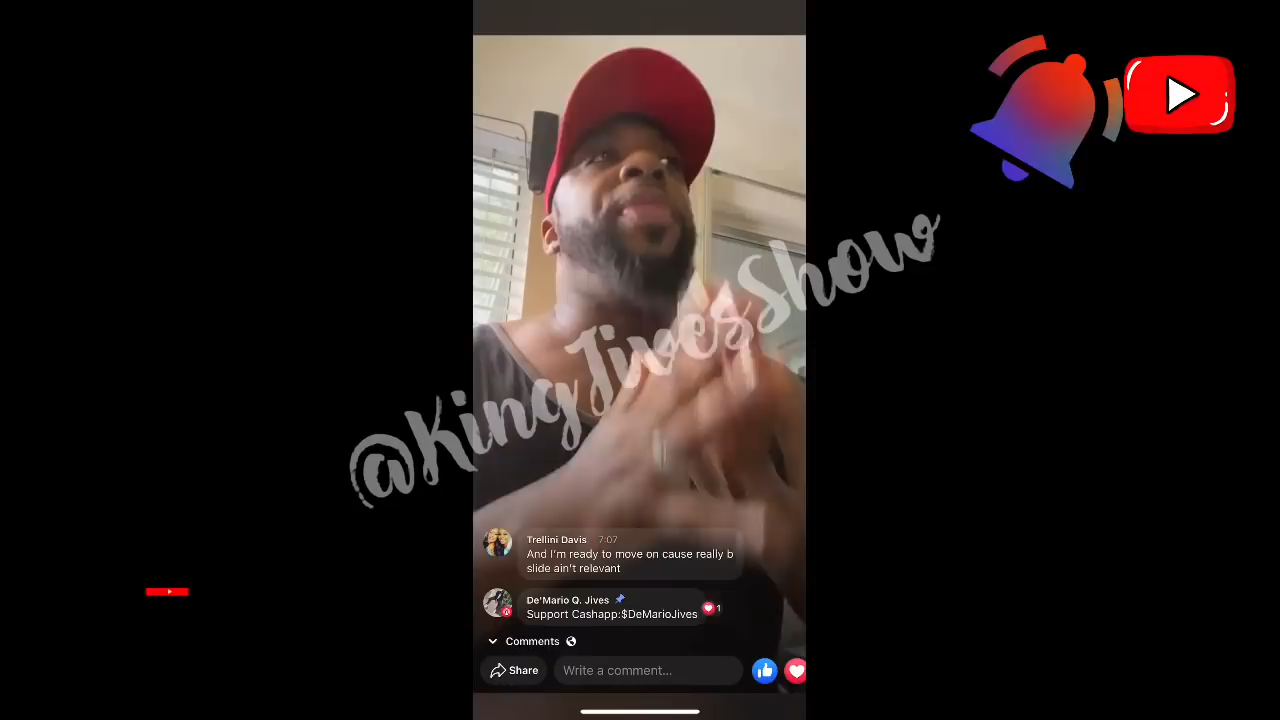 @KingJivesShow
Trellini Davis 7:07
And I'm ready to move on cause really b
slide ain't relevant
De'Mario Q. Jives
Support Cashapp:$DeMarioJives
1
Comments
Share
Write a comment...